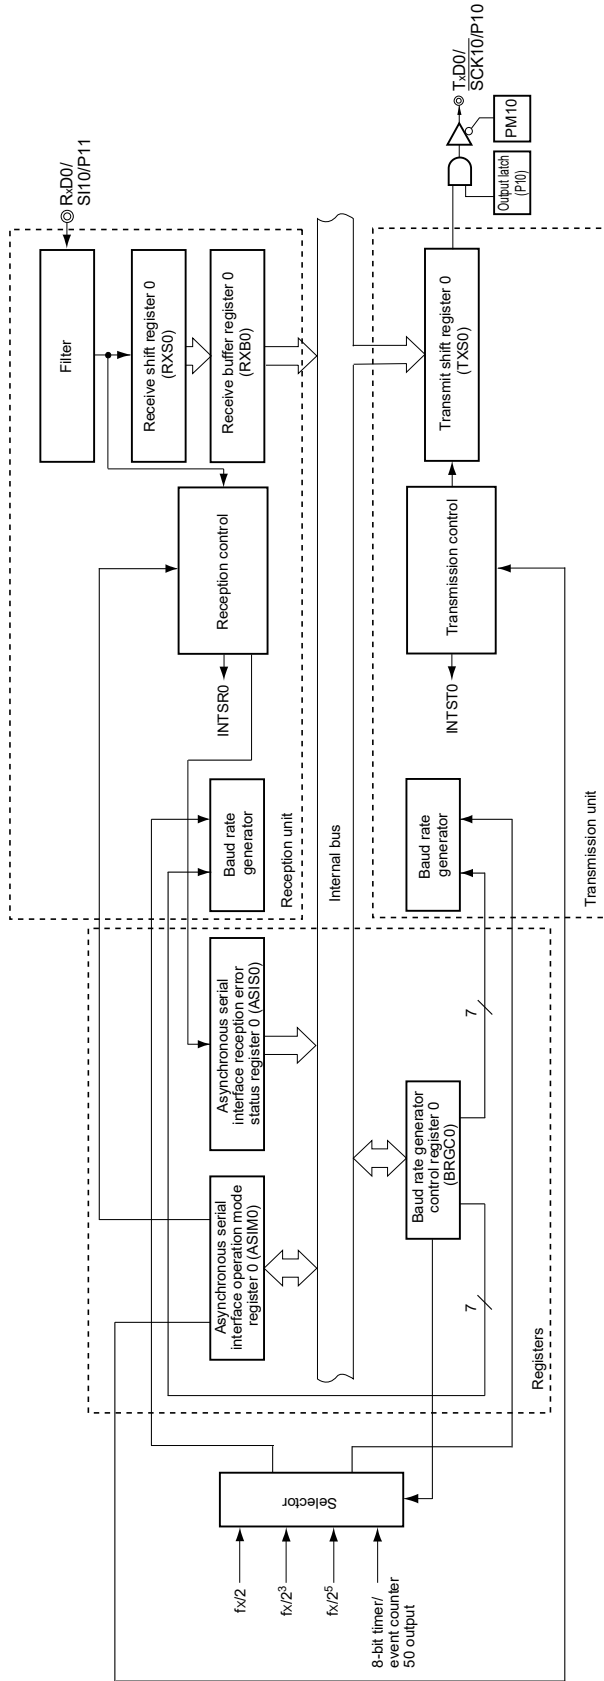 RxD0/
SI10/P11
Filter
Receive shift register 0
(RXS0)
Receive buffer register 0
(RXB0)
Reception control
INTSR0
Baud rate
generator
Reception unit
Asynchronous serial
interface reception error
status register 0 (ASIS0)
Asynchronous serial
interface operation mode
register 0 (ASIM0)
Internal bus
fx/2
fx/2³
fx/2⁵
8-bit timer/
event counter
50 output
Selector
Baud rate generator
control register 0
(BRGC0)
7
7
Registers
Baud rate
generator
INTST0
Transmission control
Transmit shift register 0
(TXS0)
Transmission unit
Output latch
(P10)
PM10
TxD0/
SCK10/P10